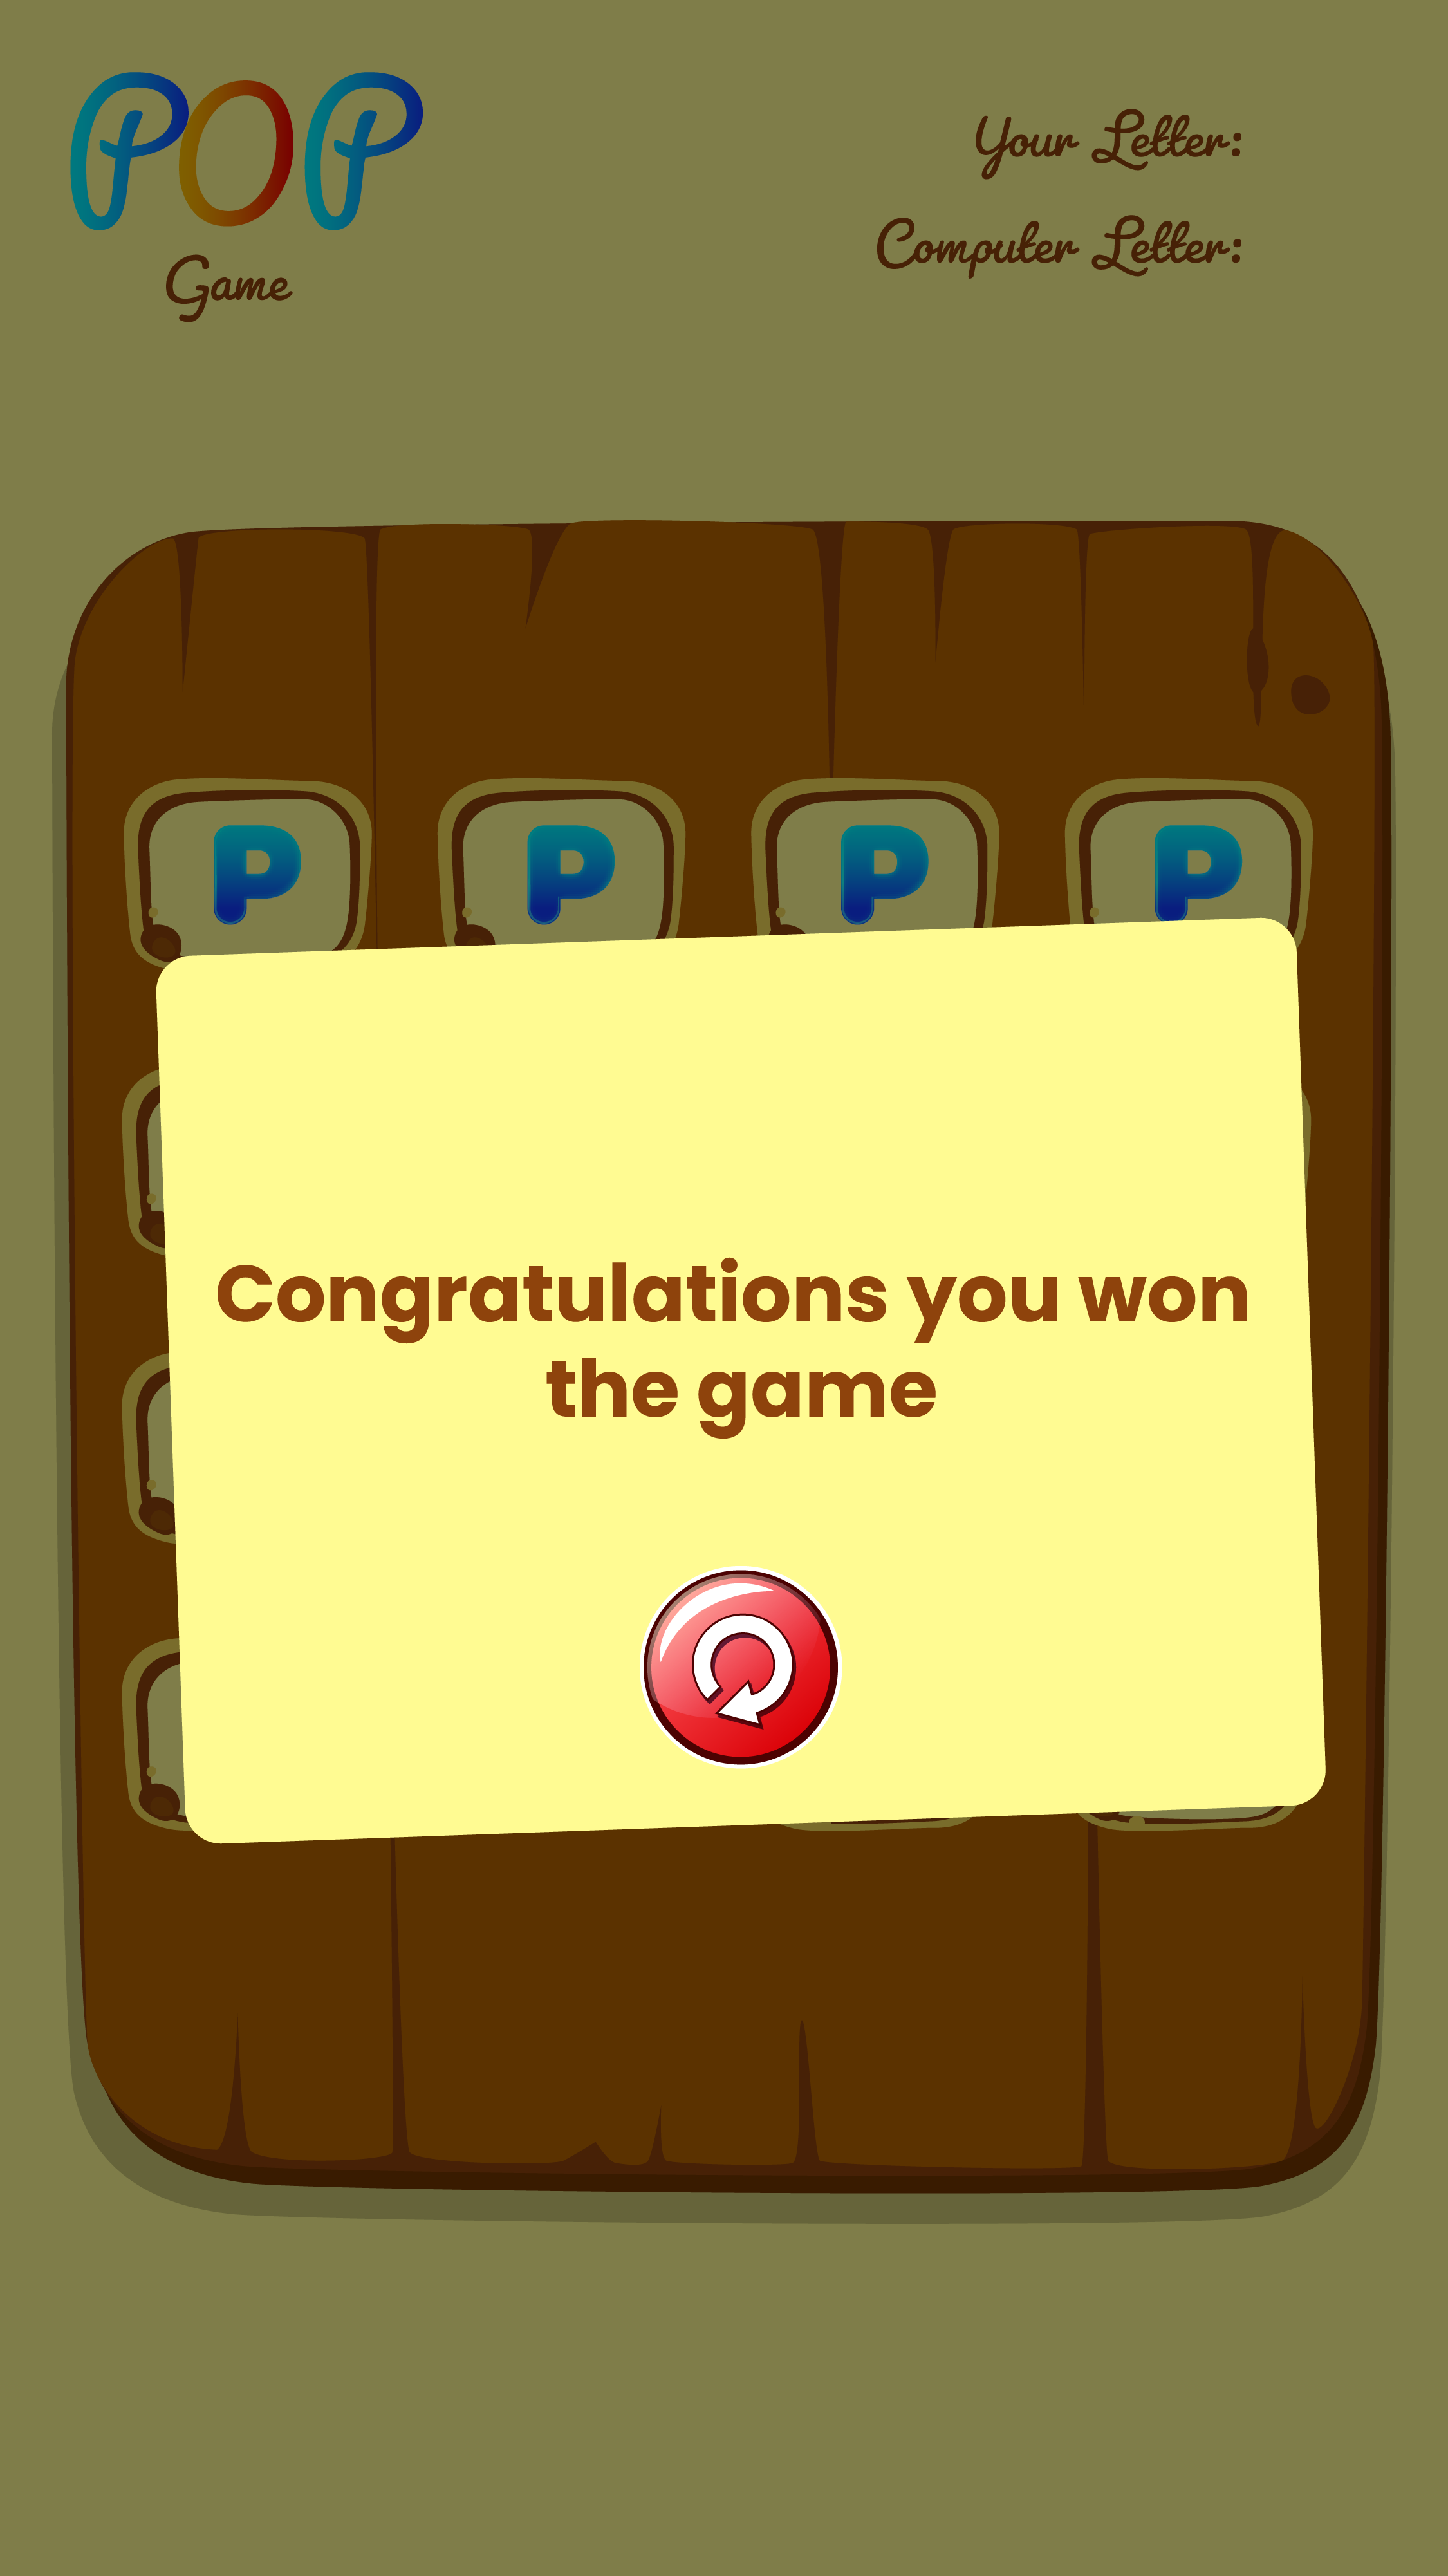 POP
Game
Your Letter:
Computer Letter:
P P P P
Congratulations you won
the game